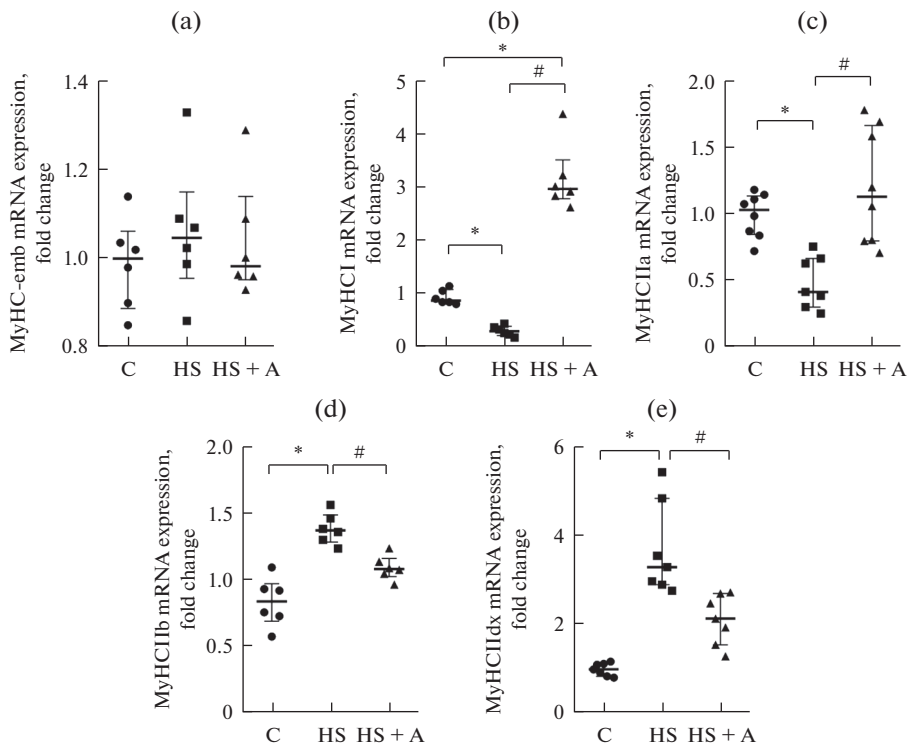 (a)
MyHC-emb mRNA expression,
fold change
1.4
1.2
1.0
0.8
C HS HS + A
(b)
MyHCI mRNA expression,
fold change
5
4
3
2
1
0
*
#
*
C HS HS + A
(c)
MyHCIIa mRNA expression,
fold change
2.0
1.5
1.0
0.5
0
#
*
C HS HS + A
(d)
MyHCIIb mRNA expression,
fold change
2.0
1.5
1.0
0.5
0
* #
C HS HS + A
(e)
MyHCIIdx mRNA expression,
fold change
6
4
2
0
* #
C HS HS + A